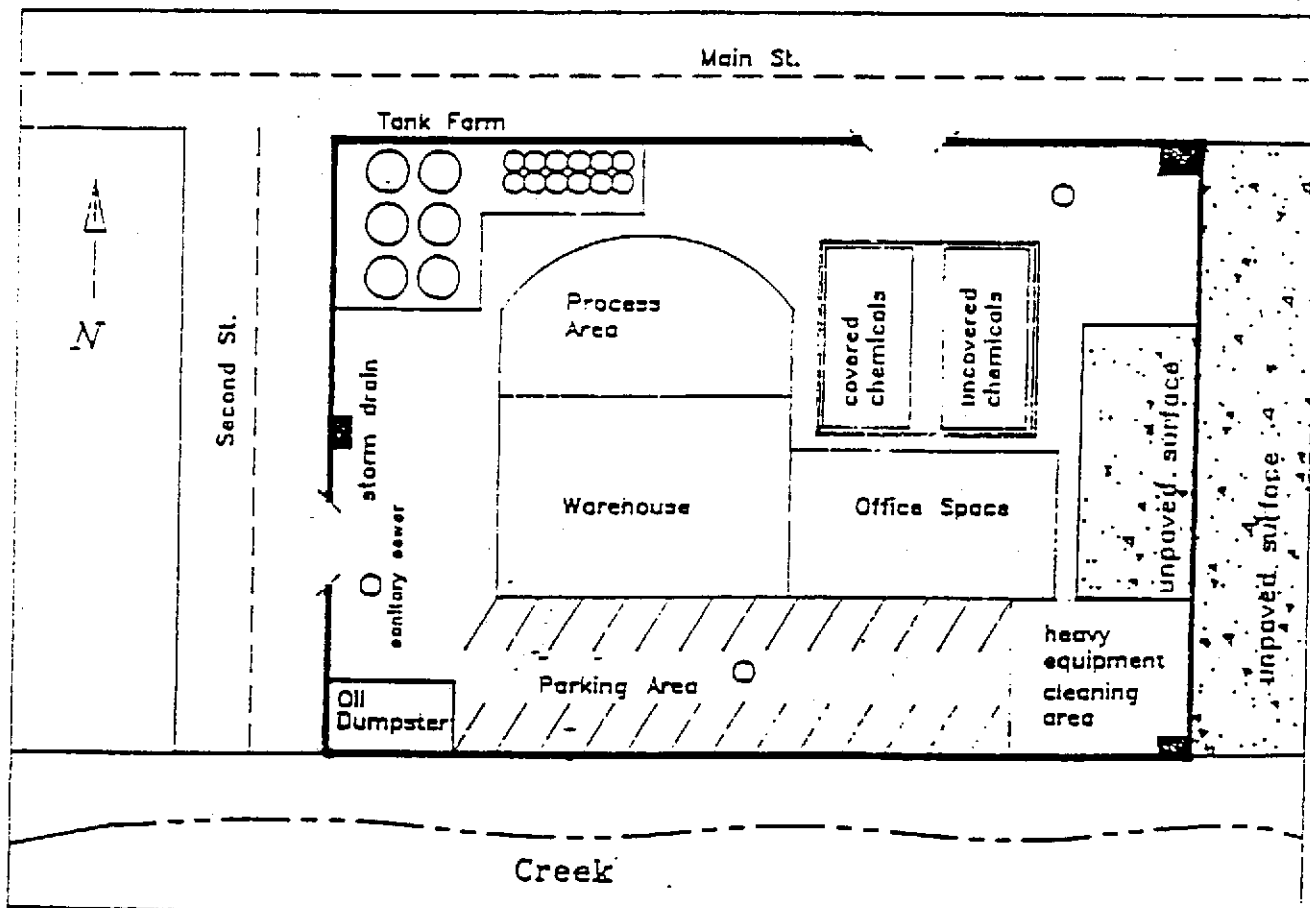 Main St.
Tank Farm
N
Second St.
Process
Area
covered
chemicals
uncovered
chamicals
storm drain
sanitary sewer
Warehouse
Office Space
unpaved surface
unpaved surface
heavy
equipment
cleaning
area
Parking Area
Oil
Dumpster
Creek